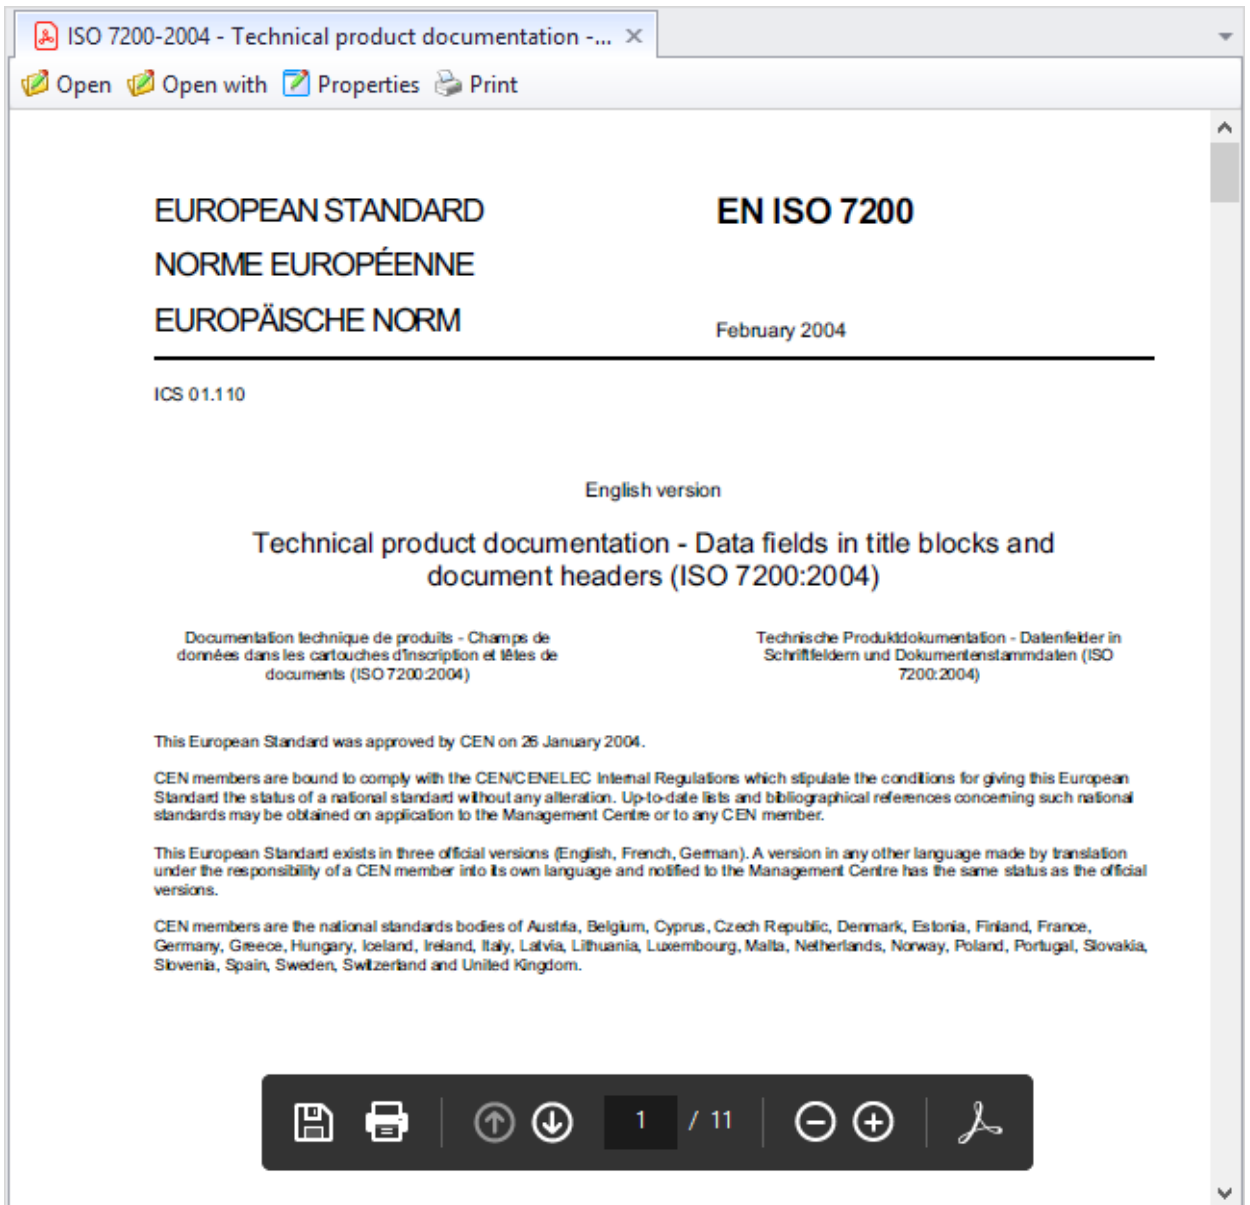 ISO 7200-2004 - Technical product documentation -...
Open Open with Properties Print
EUROPEAN STANDARD
EN ISO 7200
NORME EUROPÉENNE
EUROPÄISCHE NORM
February 2004
ICS 01.110
English version
Technical product documentation - Data fields in title blocks and
document headers (ISO 7200:2004)
Documentation technique de produits - Champs de
données dans les cartouches d'inscription et têtes de
documents (ISO 7200:2004)
Technische Produktdokumentation - Datenfelder in
Schriftfeldern und Dokumentenstammdaten (ISO
7200:2004)
This European Standard was approved by CEN on 26 January 2004.
CEN members are bound to comply with the CEN/CENELEC Internal Regulations which stipulate the conditions for giving this European
Standard the status of a national standard without any alteration. Up-to-date lists and bibliographical references concerning such national
standards may be obtained on application to the Management Centre or to any CEN member.
This European Standard exists in three official versions (English, French, German). A version in any other language made by translation
under the responsibility of a CEN member into its own language and notified to the Management Centre has the same status as the official
versions.
CEN members are the national standards bodies of Austria, Belgium, Cyprus, Czech Republic, Denmark, Estonia, Finland, France,
Germany, Greece, Hungary, Iceland, Ireland, Italy, Latvia, Lithuania, Luxembourg, Malta, Netherlands, Norway, Poland, Portugal, Slovakia,
Slovenia, Spain, Sweden, Switzerland and United Kingdom.
1 / 11